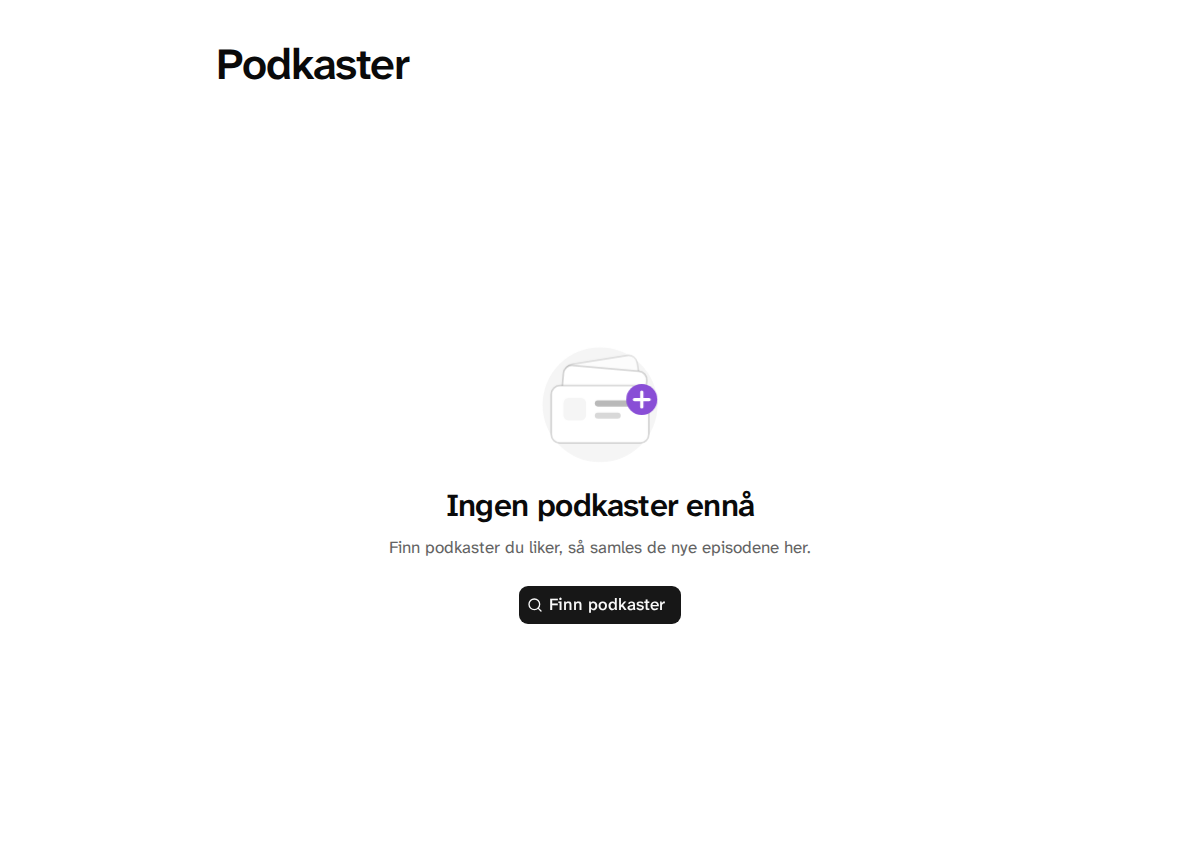 Podkaster
Ingen podkaster ennå
Finn podkaster du liker, så samles de nye episodene her.
Finn podkaster